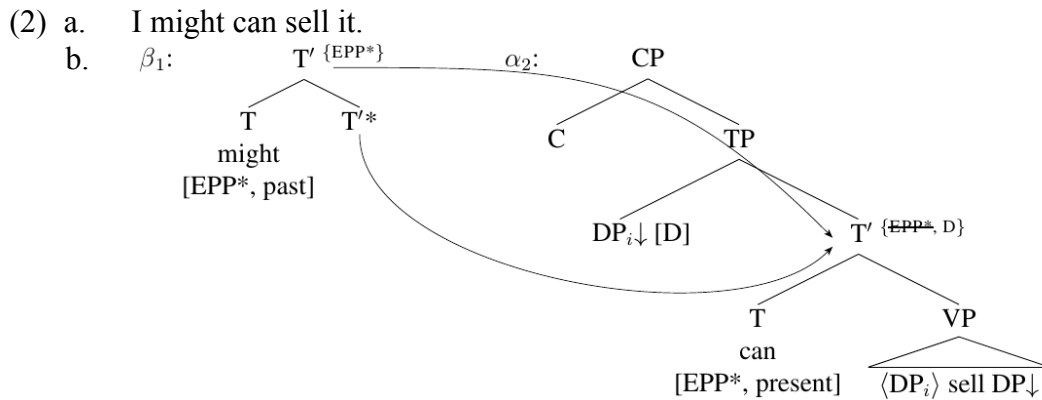 (2) a. I might can sell it.
b. β₁: T′ {EPP*} α₂: CP
T T′* C TP
might
[EPP*, past]
DPᵢ↓ [D] T′ {E̶P̶P̶*̶, D}
T VP
can
[EPP*, present] ⟨DPᵢ⟩ sell DP↓